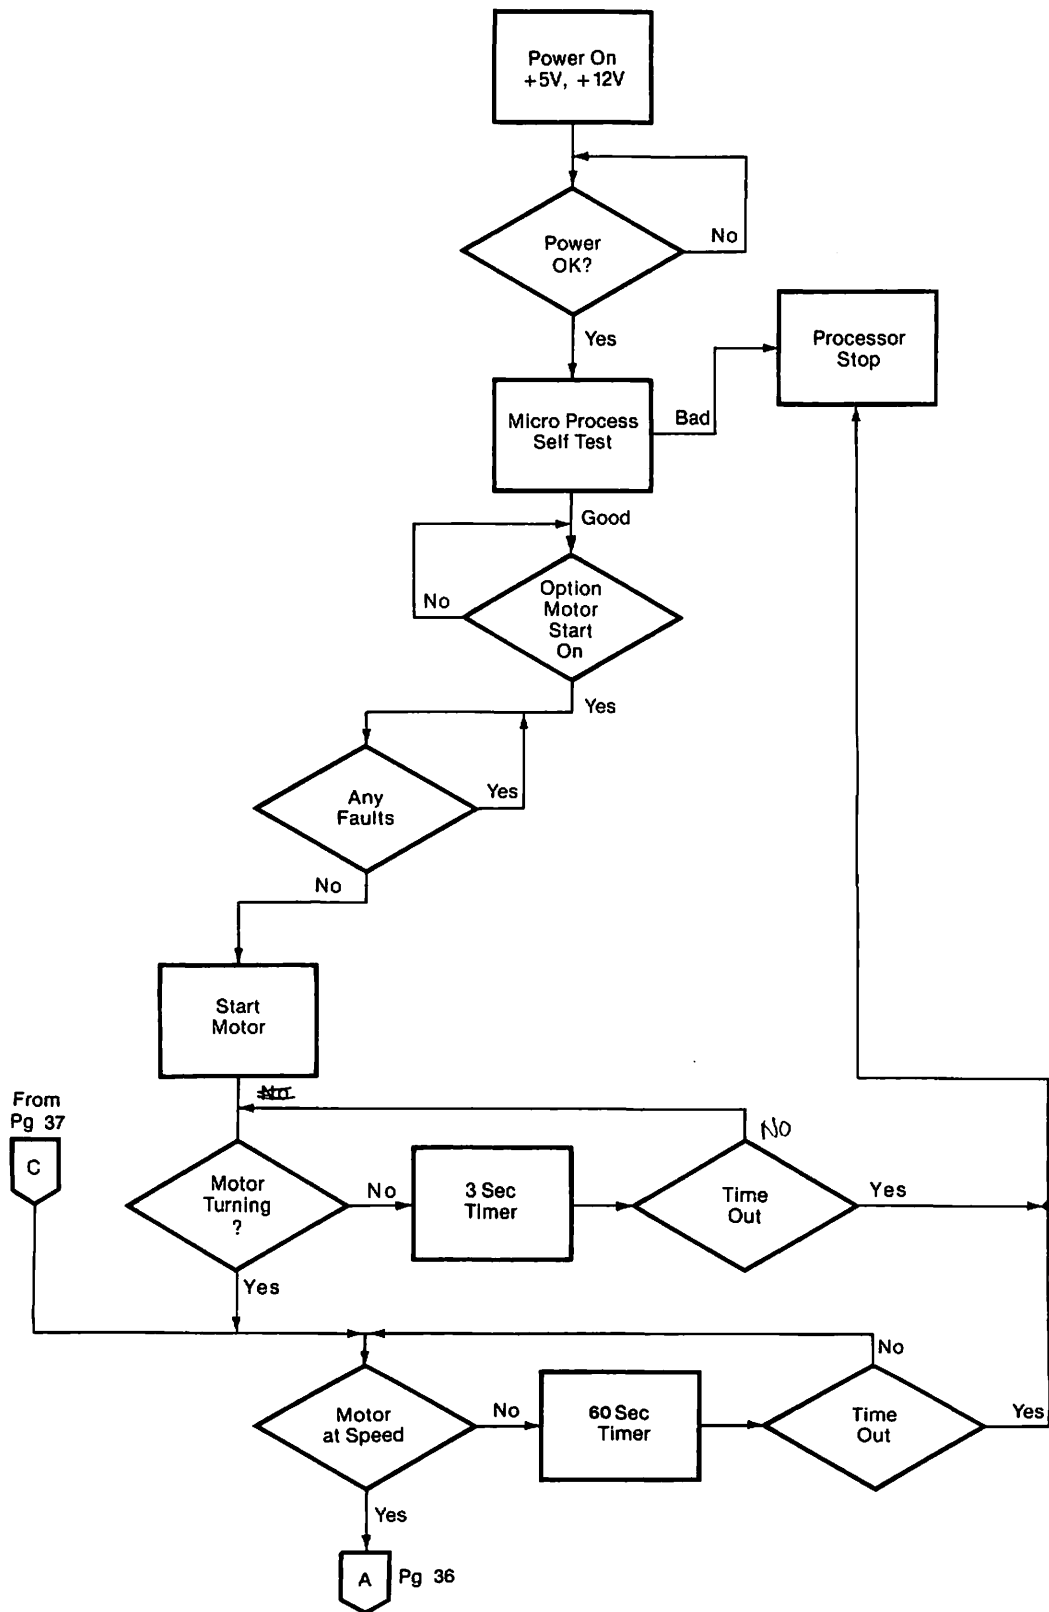 Power On
+5V, +12V
Power
OK?
No
Yes
Processor
Stop
Micro Process
Self Test
Bad
Good
Option
Motor
Start
On
No
Yes
Any
Faults
Yes
No
Start
Motor
No
From
Pg 37
C
Motor
Turning
?
No
3 Sec
Timer
NO
Time
Out
Yes
Yes
No
Motor
at Speed
No
60 Sec
Timer
Time
Out
Yes
Yes
A
Pg 36